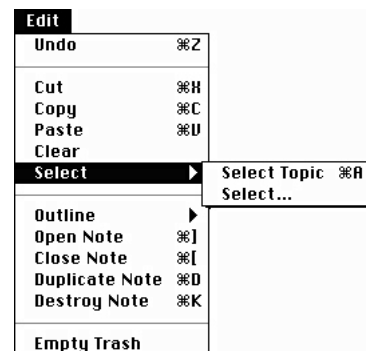 Edit
Undo ⌘Z
Cut ⌘X
Copy ⌘C
Paste ⌘V
Clear
Select
Select Topic ⌘A
Select...
Outline
Open Note ⌘]
Close Note ⌘[
Duplicate Note ⌘D
Destroy Note ⌘K
Empty Trash